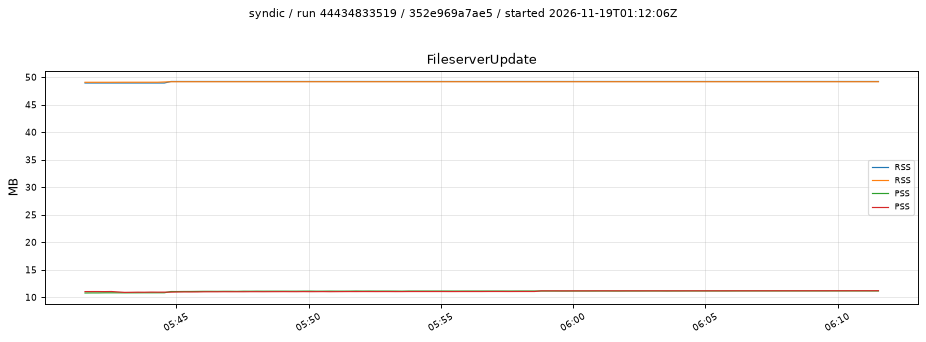 syndic / run 44434833519 / 352e969a7ae5 / started 2026-11-19T01:12:06Z
FileserverUpdate
50
45
40
35
30
25
20
15
10
MB
RSS
RSS
PSS
PSS
05:45
05:50
05:55
06:00
06:05
06:10